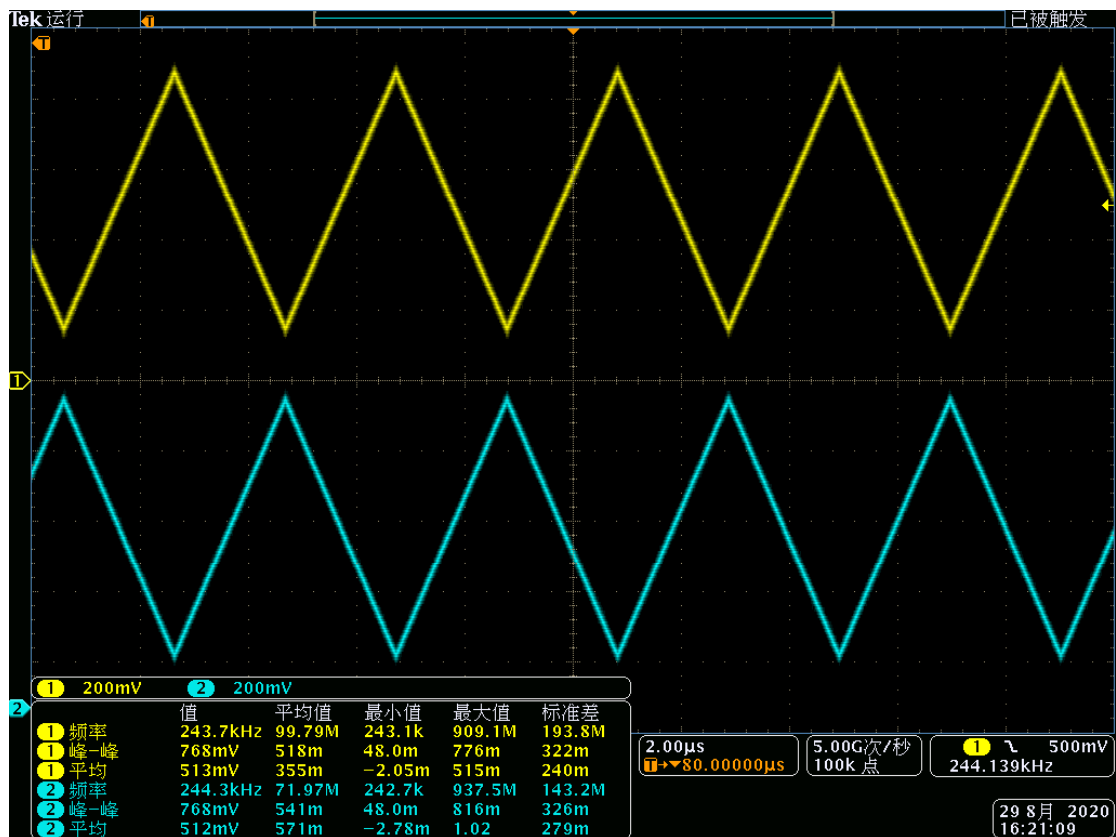 Tek 运行 T 已被触发
T
1
2
1 200mV 2 200mV
值 平均值 最小值 最大值 标准差
1 频率 243.7kHz 99.79M 243.1k 909.1M 193.8M
1 峰-峰 768mV 518m 48.0m 776m 322m
1 平均 513mV 355m -2.05m 515m 240m
2 频率 244.3kHz 71.97M 242.7k 937.5M 143.2M
2 峰-峰 768mV 541m 48.0m 816m 326m
2 平均 512mV 571m -2.78m 1.02 279m
2.00µs
T→▼80.00000µs
5.00G次/秒
100k 点
1 500mV
244.139kHz
29 8月 2020
16:21:00